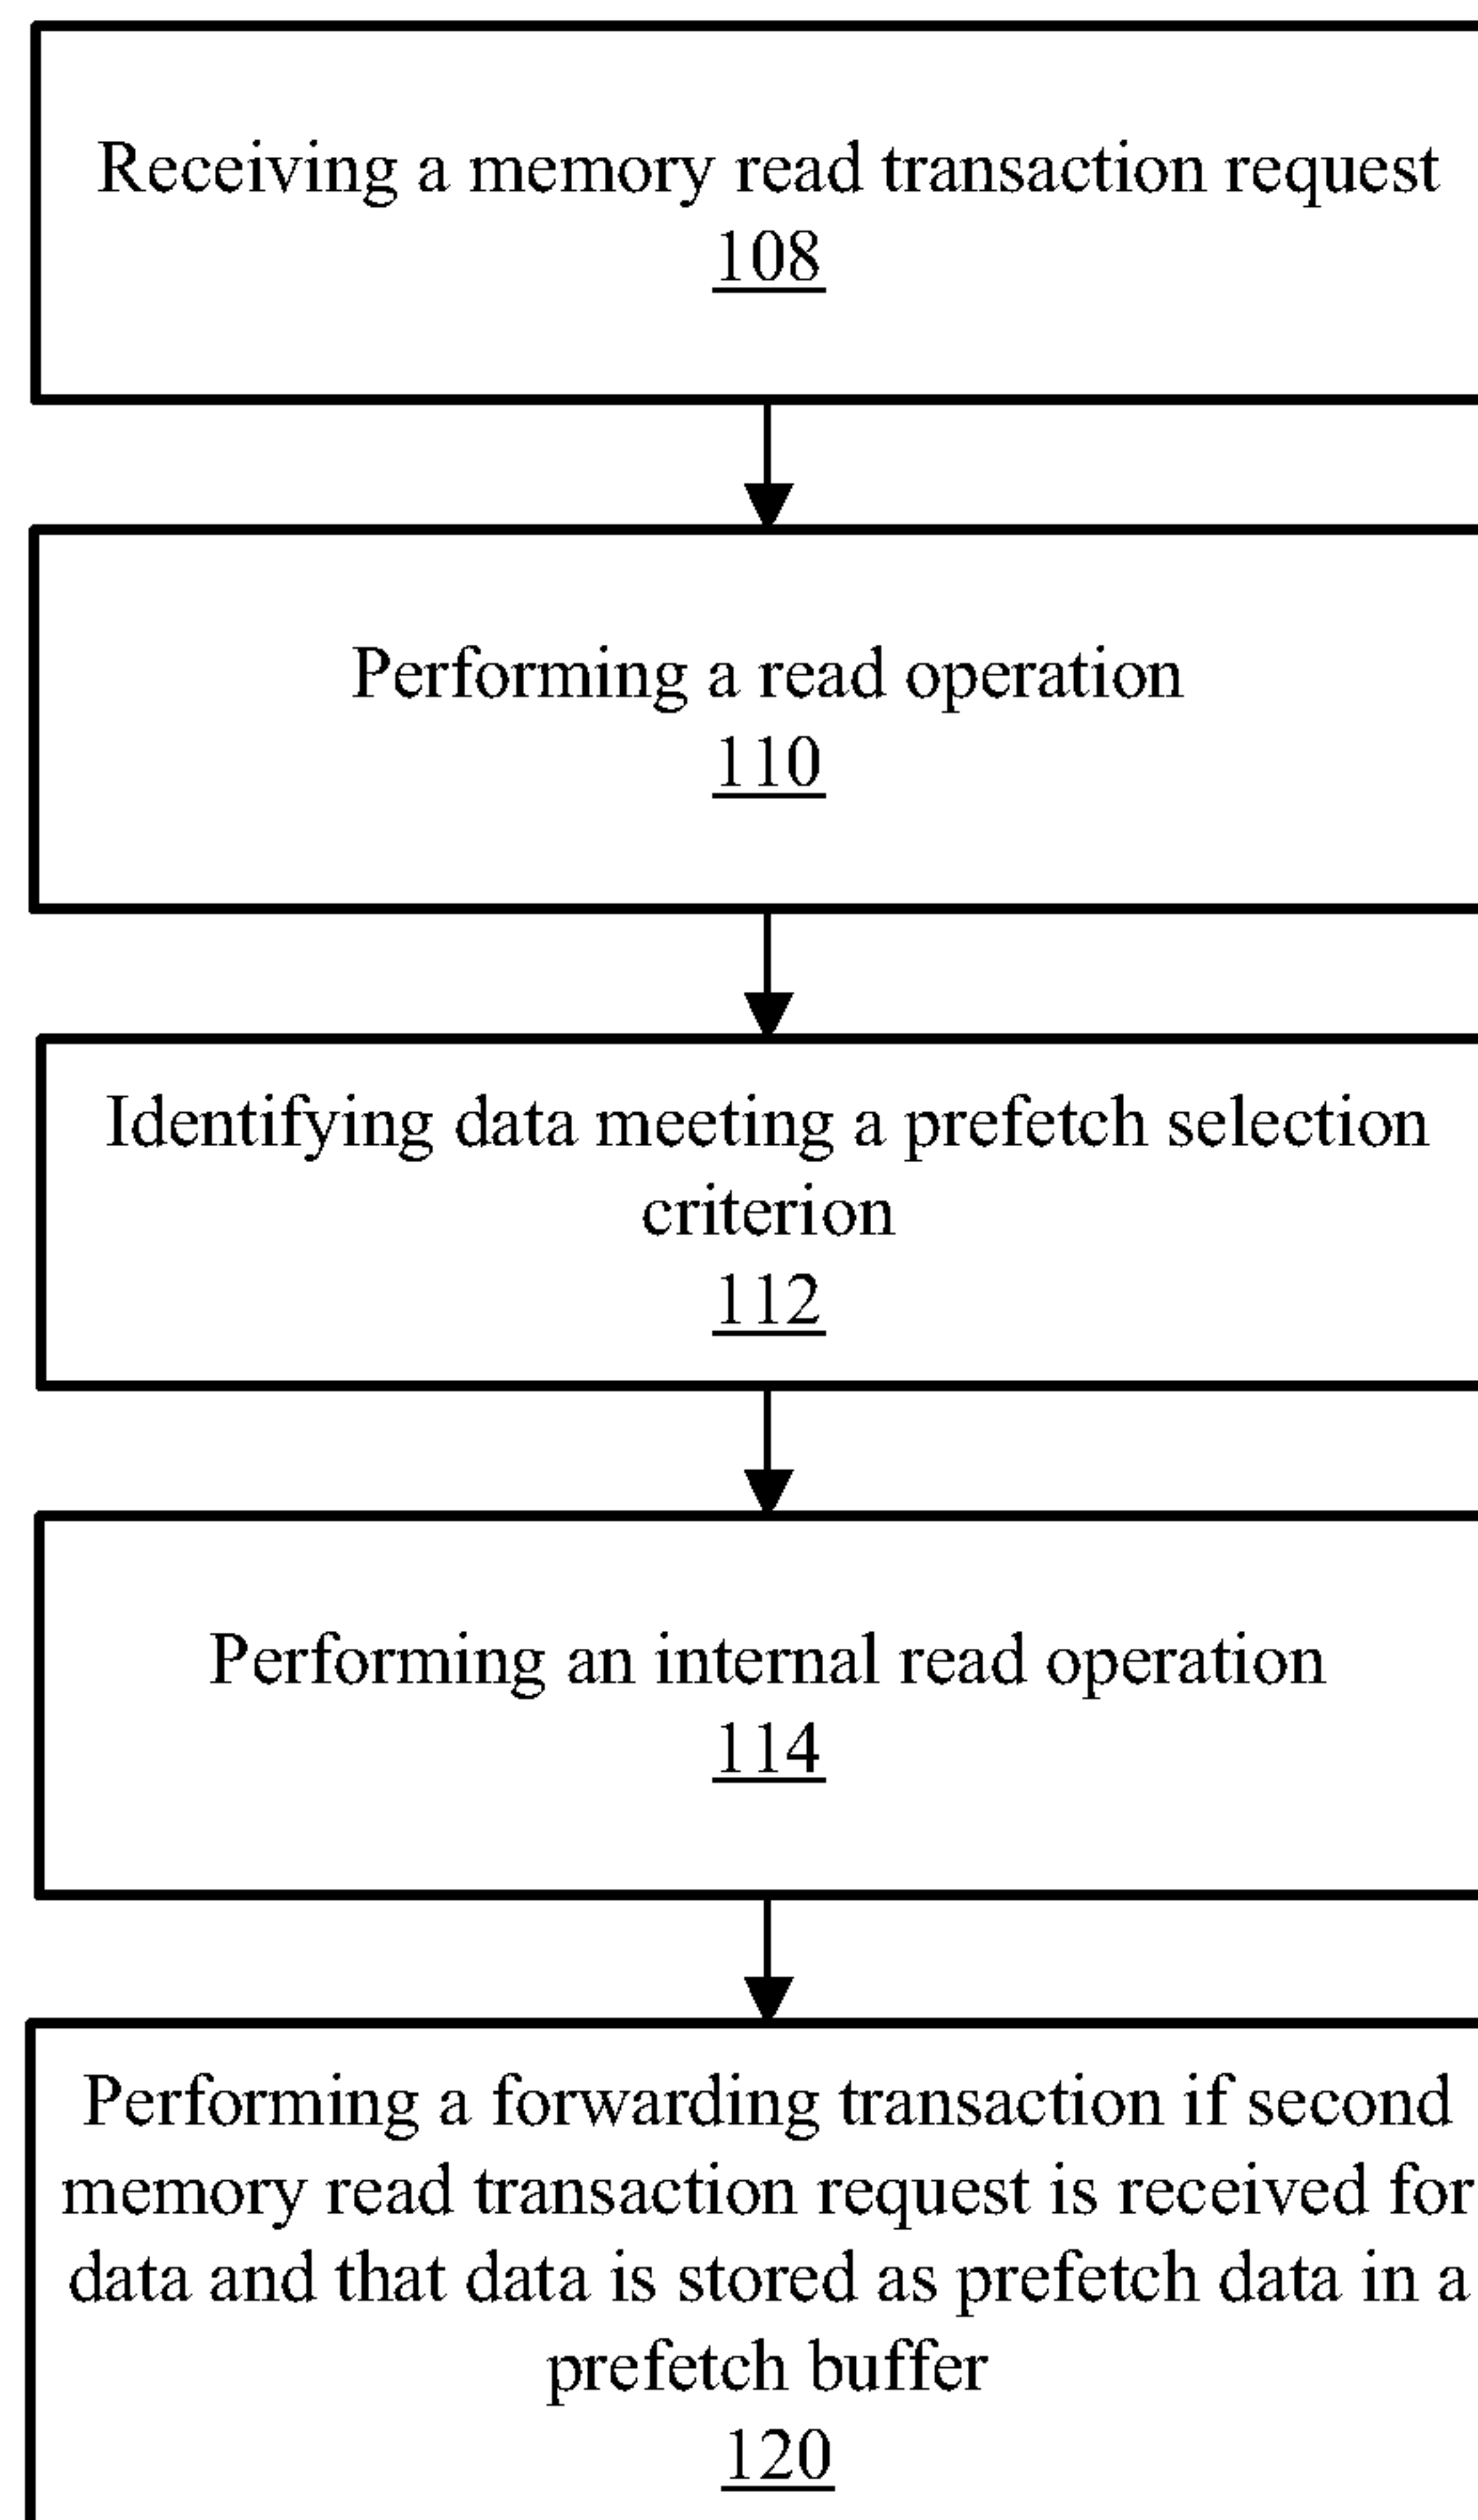 Receiving a memory read transaction request
108
Performing a read operation
110
Identifying data meeting a prefetch selection
criterion
112
Performing an internal read operation
114
Performing a forwarding transaction if second
memory read transaction request is received for
data and that data is stored as prefetch data in a
prefetch buffer
120